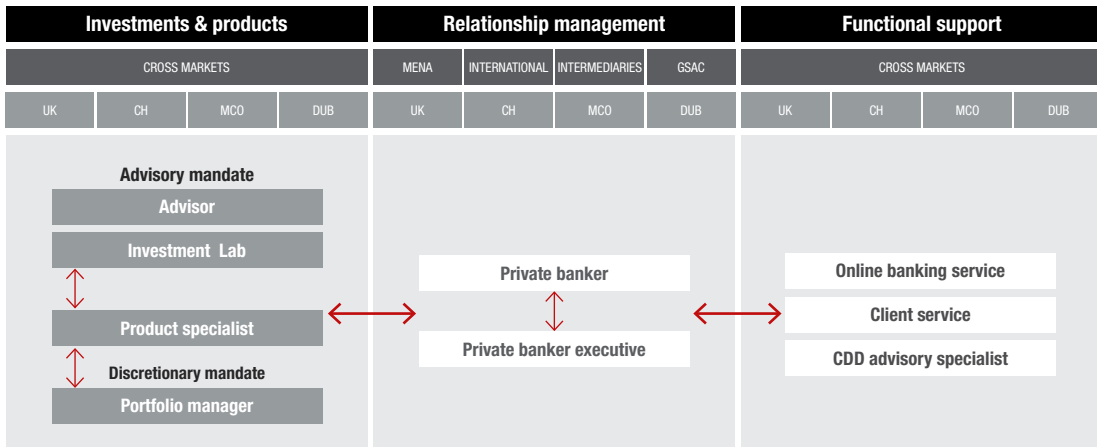 Investments & products
Relationship management
Functional support
CROSS MARKETS
MENA
INTERNATIONAL
INTERMEDIARIES
GSAC
CROSS MARKETS
UK
CH
MCO
DUB
UK
CH
MCO
DUB
UK
CH
MCO
DUB
Advisory mandate
Advisor
Investment Lab
Product specialist
Discretionary mandate
Portfolio manager
Private banker
Private banker executive
Online banking service
Client service
CDD advisory specialist